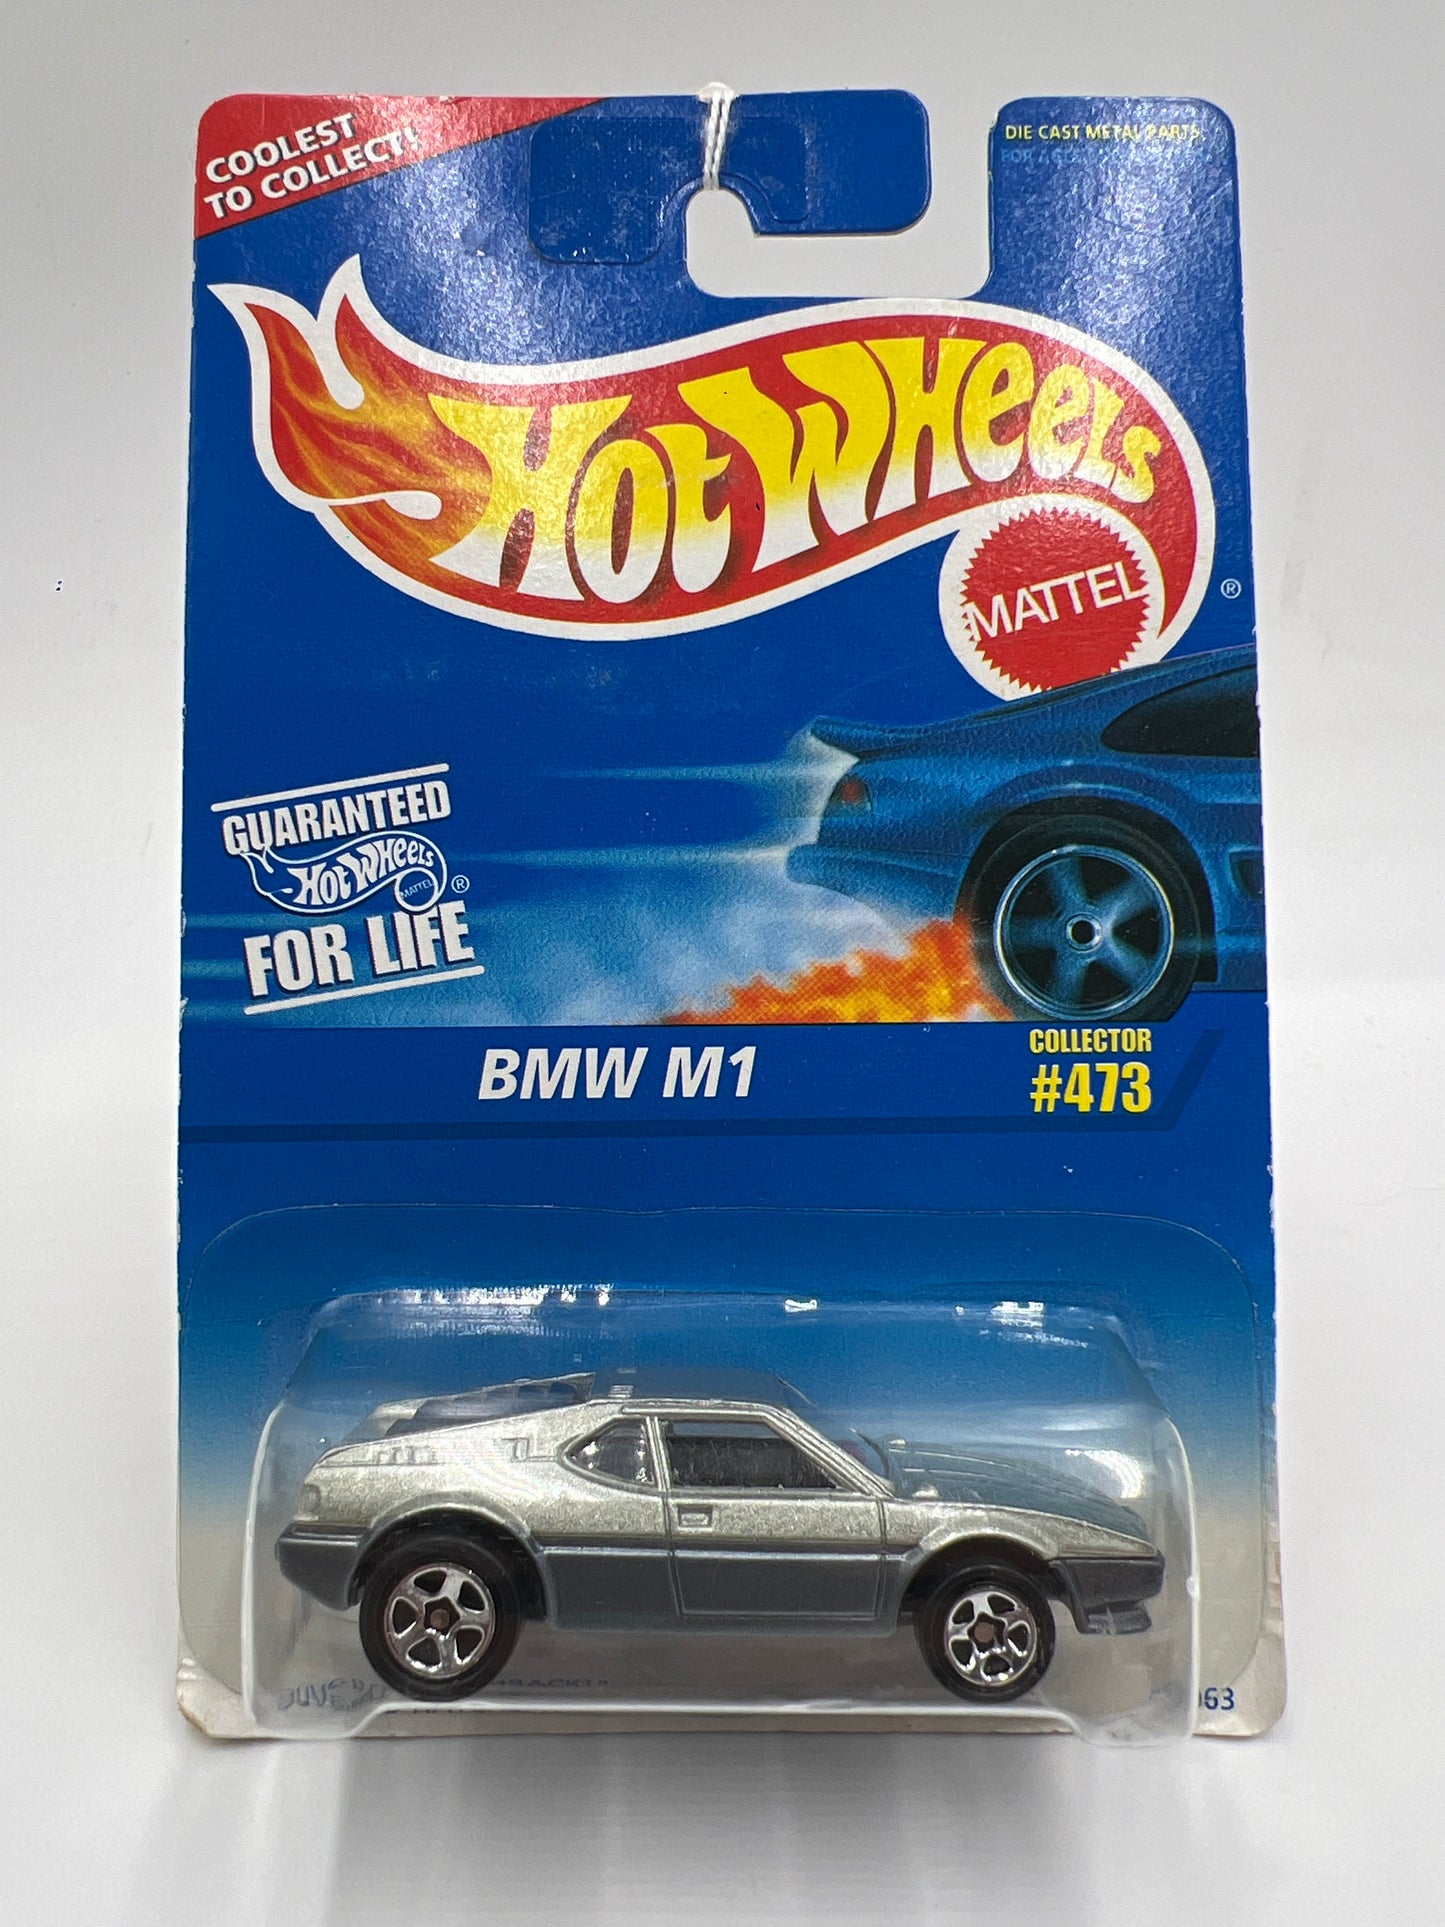 COOLEST
TO COLLECT!
DIE CAST METAL PARTS.
HOT WHEELS
MATTEL
®
GUARANTEED
HOT WHEELS
MATTEL
®
FOR LIFE
BMW M1
COLLECTOR
#473